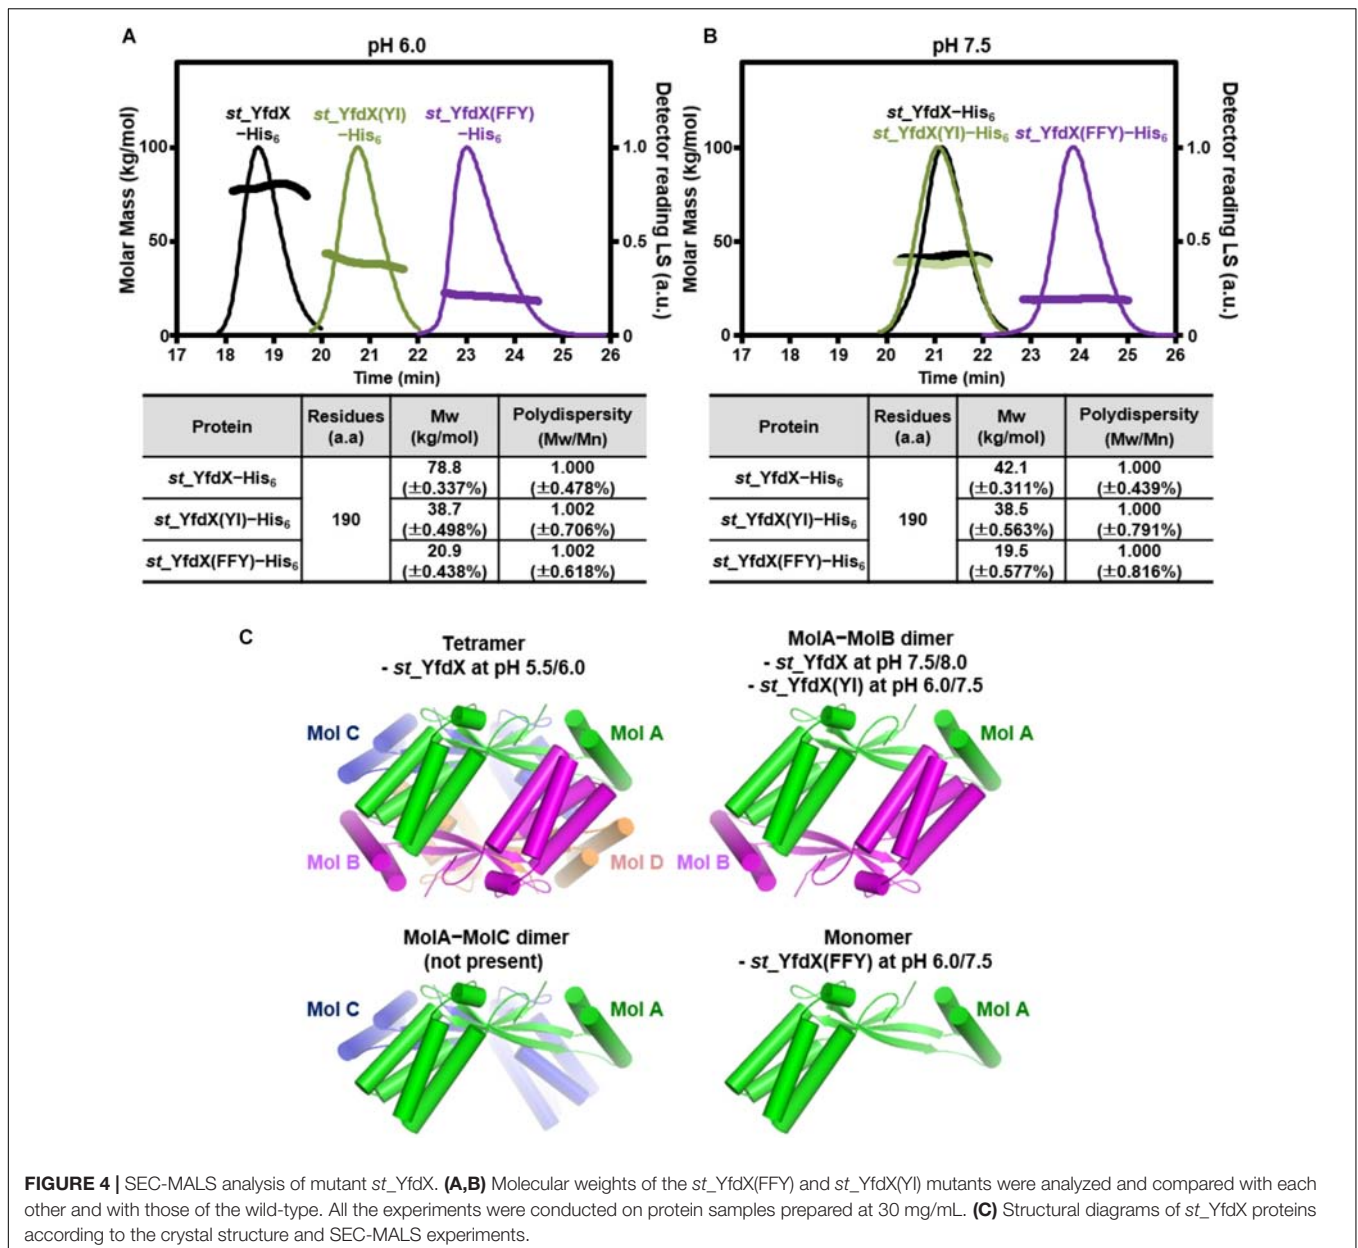 A
pH 6.0
st_YfdX
−His6
st_YfdX(YI)
−His6
st_YfdX(FFY)
−His6
Molar Mass (kg/mol)
100
50
0
Detector reading LS (a.u.)
1.0
0.5
0
17 18 19 20 21 22 23 24 25 26
Time (min)
Protein Residues (a.a) Mw (kg/mol) Polydispersity (Mw/Mn)
st_YfdX−His6 190 78.8 (±0.337%) 1.000 (±0.478%)
st_YfdX(YI)−His6 38.7 (±0.498%) 1.002 (±0.706%)
st_YfdX(FFY)−His6 20.9 (±0.438%) 1.002 (±0.618%)
B
pH 7.5
st_YfdX−His6
st_YfdX(YI)−His6
st_YfdX(FFY)−His6
Molar Mass (kg/mol)
100
50
0
Detector reading LS (a.u.)
1.0
0.5
0
17 18 19 20 21 22 23 24 25 26
Time (min)
Protein Residues (a.a) Mw (kg/mol) Polydispersity (Mw/Mn)
st_YfdX−His6 190 42.1 (±0.311%) 1.000 (±0.439%)
st_YfdX(YI)−His6 38.5 (±0.563%) 1.000 (±0.791%)
st_YfdX(FFY)−His6 19.5 (±0.577%) 1.000 (±0.816%)
C
Tetramer
- st_YfdX at pH 5.5/6.0
Mol C
Mol A
Mol B
Mol D
MolA−MolB dimer
- st_YfdX at pH 7.5/8.0
- st_YfdX(YI) at pH 6.0/7.5
Mol A
Mol B
MolA−MolC dimer
(not present)
Mol C
Mol A
Monomer
- st_YfdX(FFY) at pH 6.0/7.5
Mol A
FIGURE 4 | SEC-MALS analysis of mutant st_YfdX. (A,B) Molecular weights of the st_YfdX(FFY) and st_YfdX(YI) mutants were analyzed and compared with each
other and with those of the wild-type. All the experiments were conducted on protein samples prepared at 30 mg/mL. (C) Structural diagrams of st_YfdX proteins
according to the crystal structure and SEC-MALS experiments.